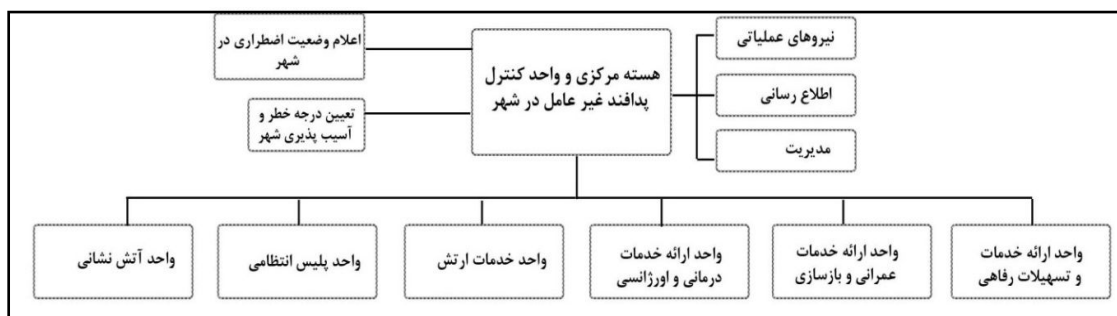 نیروهای عملیاتی
اطلاع رسانی
مدیریت
هسته مرکزی و واحد کنترل
پدافند غیر عامل در شهر
اعلام وضعیت اضطراری در
شهر
تعیین درجه خطر و
آسیب پذیری شهر
واحد ارائه خدمات
و تسهیلات رفاهی
واحد ارائه خدمات
عمرانی و بازسازی
واحد ارائه خدمات
درمانی و اورژانسی
واحد خدمات ارتش
واحد پلیس انتظامی
واحد آتش نشانی